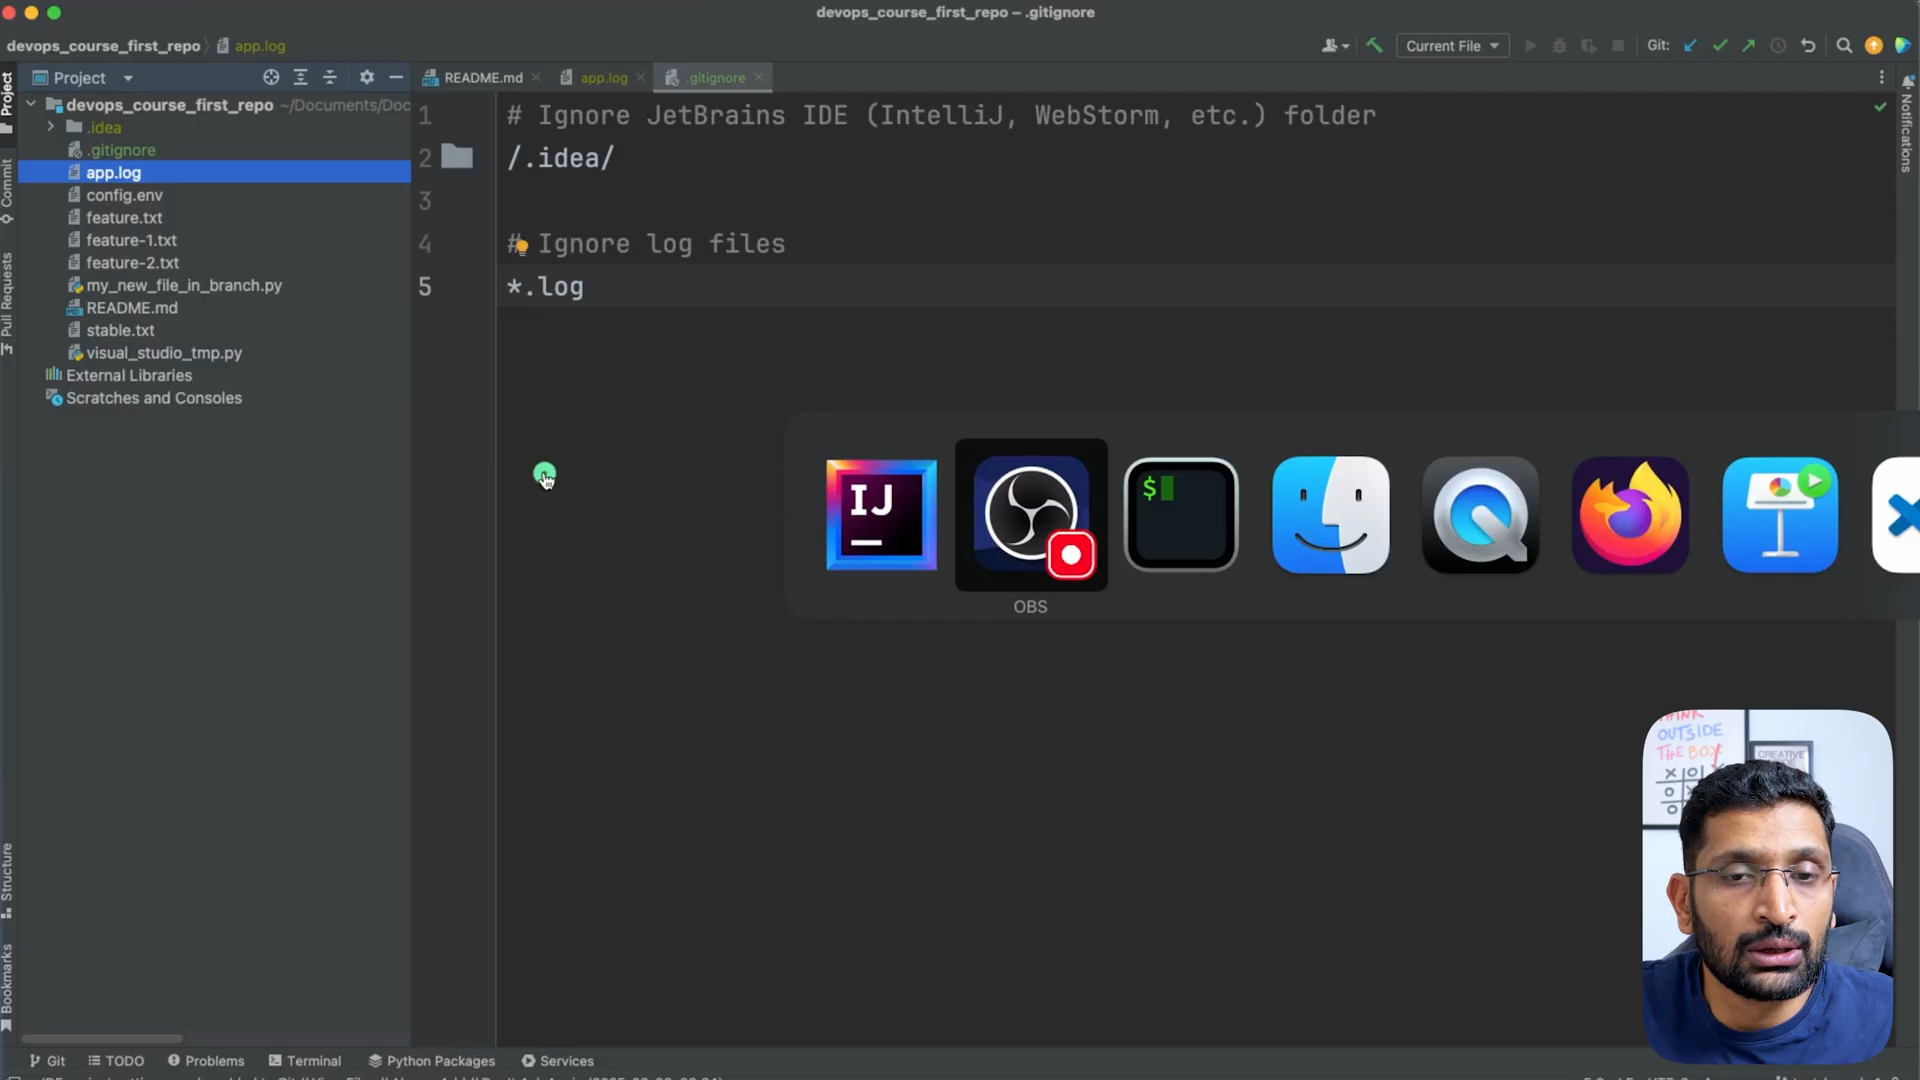 devops_course_first_repo – .gitignore
devops_course_first_repo
app.log
Current File
Git:
Project
README.md
app.log
.gitignore
Project
Commit
Pull Requests
Structure
Bookmarks
Notifications
devops_course_first_repo ~/Documents/Doc
.idea
.gitignore
app.log
config.env
feature.txt
feature-1.txt
feature-2.txt
my_new_file_in_branch.py
README.md
stable.txt
visual_studio_tmp.py
External Libraries
Scratches and Consoles
1 # Ignore JetBrains IDE (IntelliJ, WebStorm, etc.) folder
2 /.idea/
3
4 # Ignore log files
5 *.log
IJ
$
OBS
THINK
OUTSIDE
THE BOX
CREATIVE
Git
TODO
Problems
Terminal
Python Packages
Services